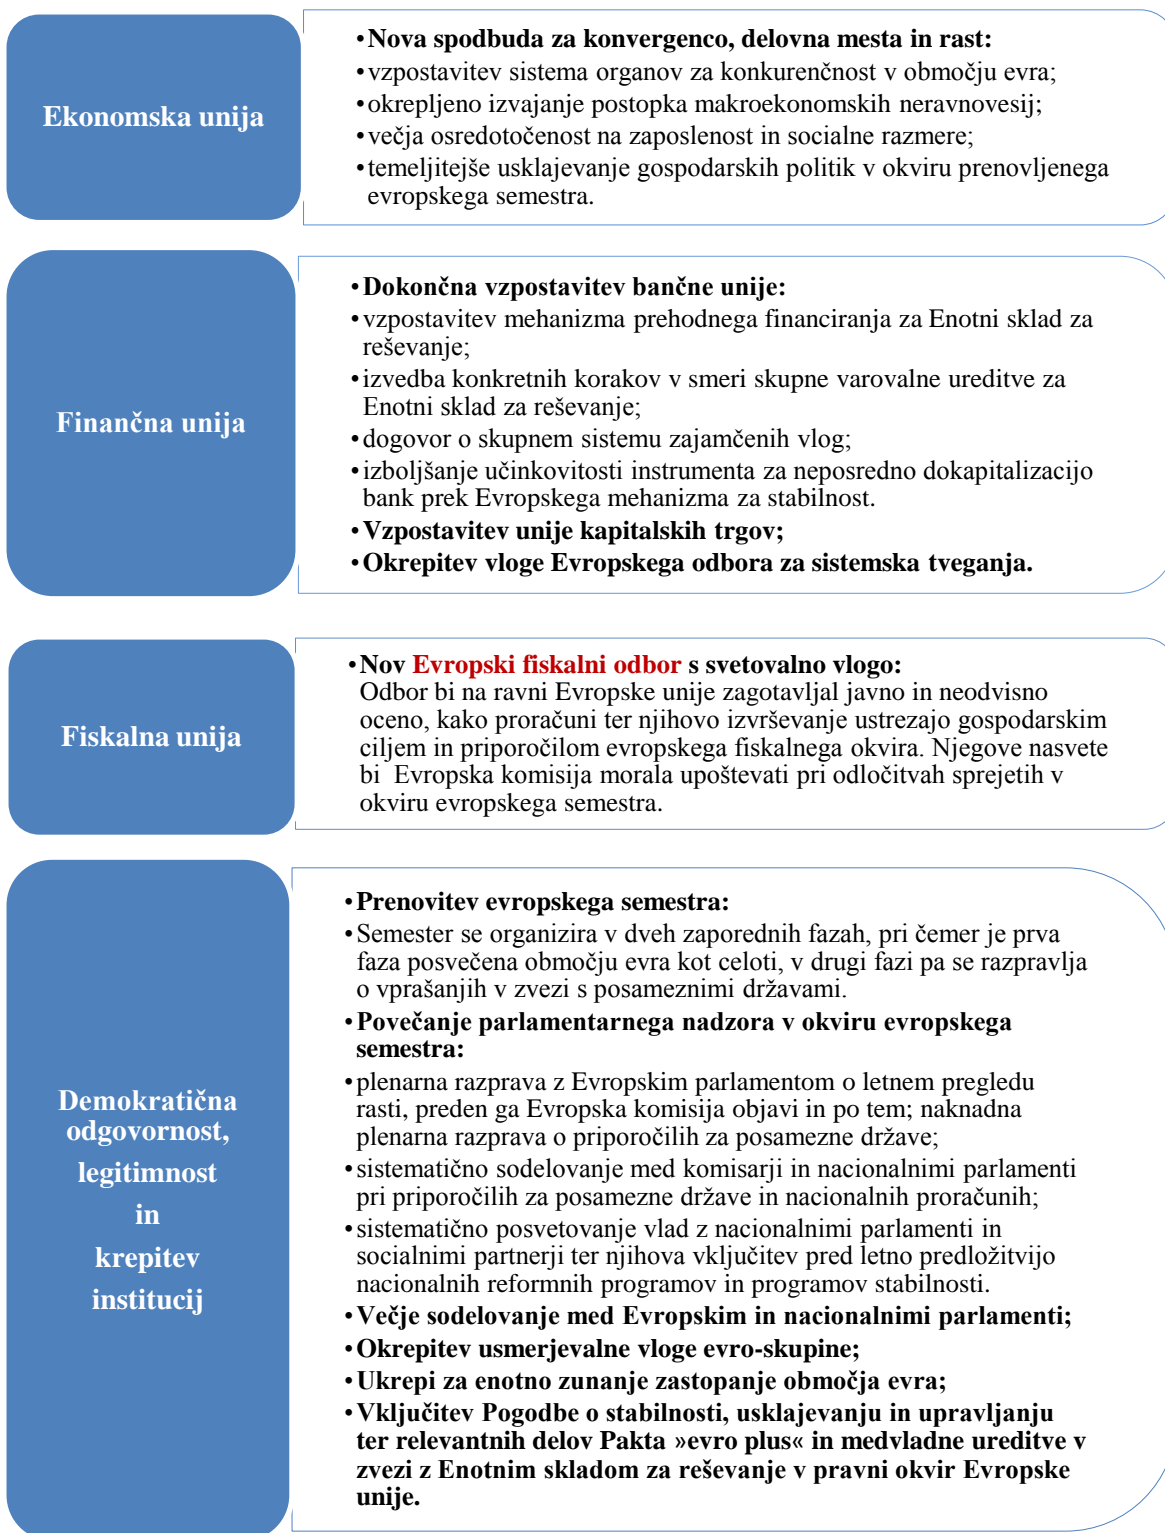 Ekonomska unija
•Nova spodbuda za konvergenco, delovna mesta in rast:
•vzpostavitev sistema organov za konkurenčnost v območju evra;
•okrepljeno izvajanje postopka makroekonomskih neravnovesij;
•večja osredotočenost na zaposlenost in socialne razmere;
•temeljitejše usklajevanje gospodarskih politik v okviru prenovljenega
evropskega semestra.
Finančna unija
•Dokončna vzpostavitev bančne unije:
•vzpostavitev mehanizma prehodnega financiranja za Enotni sklad za
reševanje;
•izvedba konkretnih korakov v smeri skupne varovalne ureditve za
Enotni sklad za reševanje;
•dogovor o skupnem sistemu zajamčenih vlog;
•izboljšanje učinkovitosti instrumenta za neposredno dokapitalizacijo
bank prek Evropskega mehanizma za stabilnost.
•Vzpostavitev unije kapitalskih trgov;
•Okrepitev vloge Evropskega odbora za sistemska tveganja.
Fiskalna unija
•Nov Evropski fiskalni odbor s svetovalno vlogo:
Odbor bi na ravni Evropske unije zagotavljal javno in neodvisno
oceno, kako proračuni ter njihovo izvrševanje ustrezajo gospodarskim
ciljem in priporočilom evropskega fiskalnega okvira. Njegove nasvete
bi Evropska komisija morala upoštevati pri odločitvah sprejetih v
okviru evropskega semestra.
Demokratična
odgovornost,
legitimnost
in
krepitev
institucij
•Prenovitev evropskega semestra:
•Semester se organizira v dveh zaporednih fazah, pri čemer je prva
faza posvečena območju evra kot celoti, v drugi fazi pa se razpravlja
o vprašanjih v zvezi s posameznimi državami.
•Povečanje parlamentarnega nadzora v okviru evropskega
semestra:
•plenarna razprava z Evropskim parlamentom o letnem pregledu
rasti, preden ga Evropska komisija objavi in po tem; naknadna
plenarna razprava o priporočilih za posamezne države;
•sistematično sodelovanje med komisarji in nacionalnimi parlamenti
pri priporočilih za posamezne države in nacionalnih proračunih;
•sistematično posvetovanje vlad z nacionalnimi parlamenti in
socialnimi partnerji ter njihova vključitev pred letno predložitvijo
nacionalnih reformnih programov in programov stabilnosti.
•Večje sodelovanje med Evropskim in nacionalnimi parlamenti;
•Okrepitev usmerjevalne vloge evro-skupine;
•Ukrepi za enotno zunanje zastopanje območja evra;
•Vključitev Pogodbe o stabilnosti, usklajevanju in upravljanju
ter relevantnih delov Pakta »evro plus« in medvladne ureditve v
zvezi z Enotnim skladom za reševanje v pravni okvir Evropske
unije.